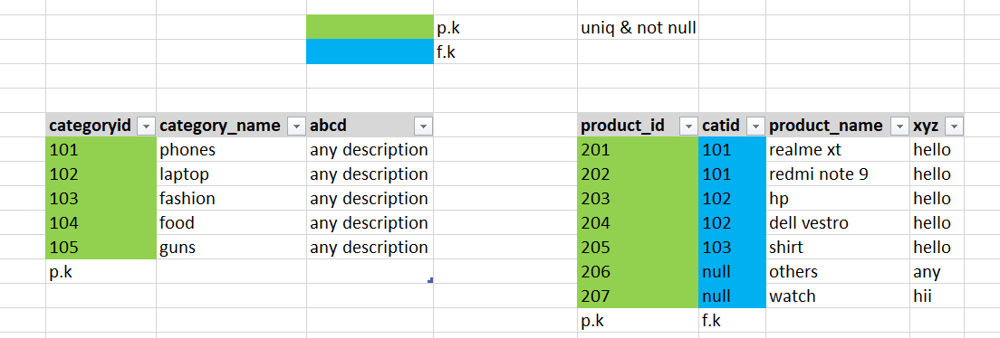 p.k uniq & not null
f.k
categoryid category_name abcd product_id catid product_name xyz
101 phones any description 201 101 realme xt hello
102 laptop any description 202 101 redmi note 9 hello
103 fashion any description 203 102 hp hello
104 food any description 204 102 dell vestro hello
105 guns any description 205 103 shirt hello
p.k 206 null others any
207 null watch hii
p.k f.k